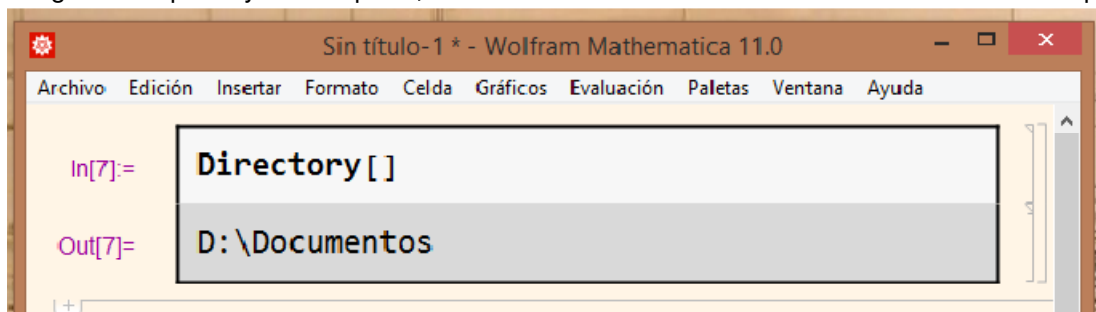 Sin título-1 * - Wolfram Mathematica 11.0
Archivo Edición Insertar Formato Celda Gráficos Evaluación Paletas Ventana Ayuda
In[7]:= Directory[]
Out[7]= D:\Documentos